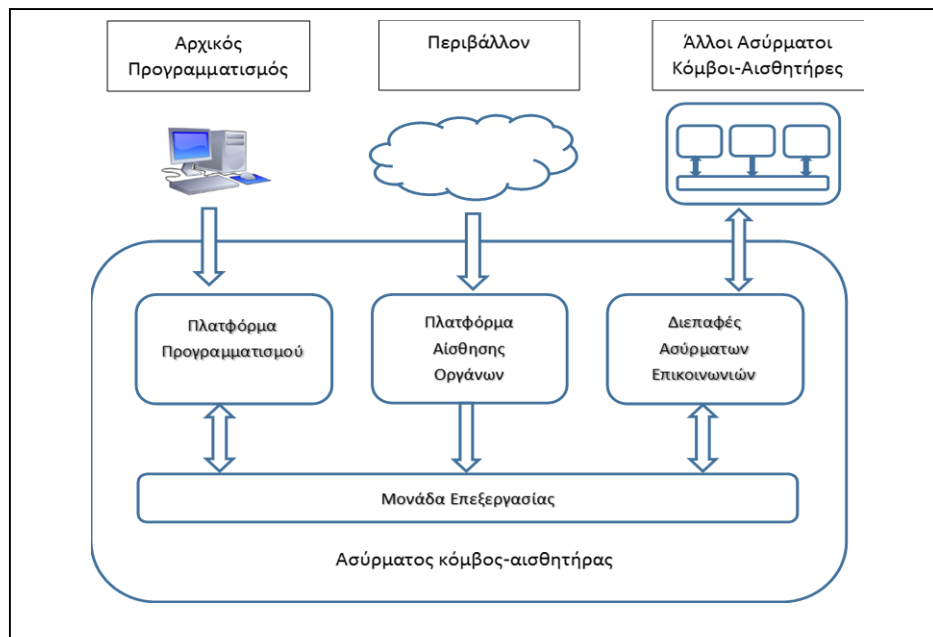 Αρχικός
Προγραμματισμός
Περιβάλλον
Άλλοι Ασύρματοι
Κόμβοι-Αισθητήρες
Πλατφόρμα
Προγραμματισμού
Πλατφόρμα
Αίσθησης
Οργάνων
Διεπαφές
Ασύρματων
Επικοινωνιών
Μονάδα Επεξεργασίας
Ασύρματος κόμβος-αισθητήρας